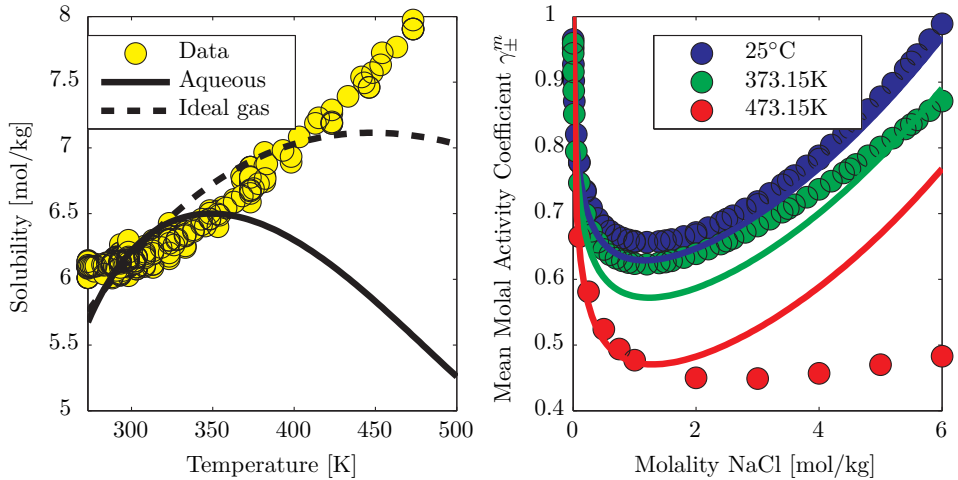 8
7.5
7
6.5
6
5.5
5
300
350
400
450
500
Solubility [mol/kg]
Temperature [K]
Data
Aqueous
Ideal gas
1
0.9
0.8
0.7
0.6
0.5
0.4
0
2
4
6
Mean Molal Activity Coefficient γ±^m
Molality NaCl [mol/kg]
25°C
373.15K
473.15K